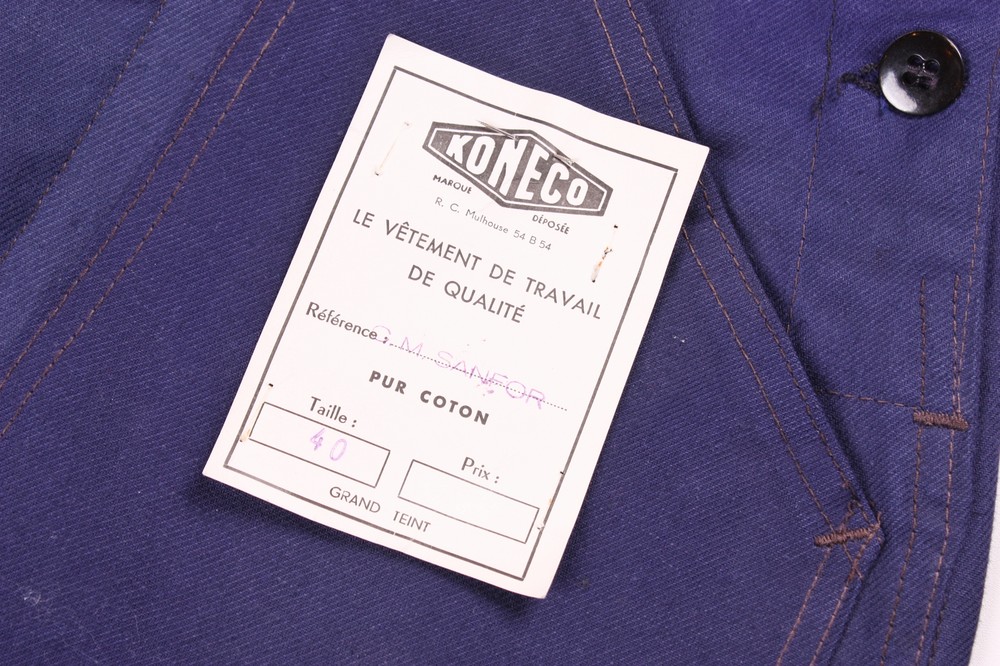 KONECO
MARQUE DÉPOSÉE
R. C. Mulhouse 54 B 54
LE VÊTEMENT DE TRAVAIL
DE QUALITÉ
Référence : C.M. SANFOR
PUR COTON
Taille : 40
Prix :
GRAND TEINT